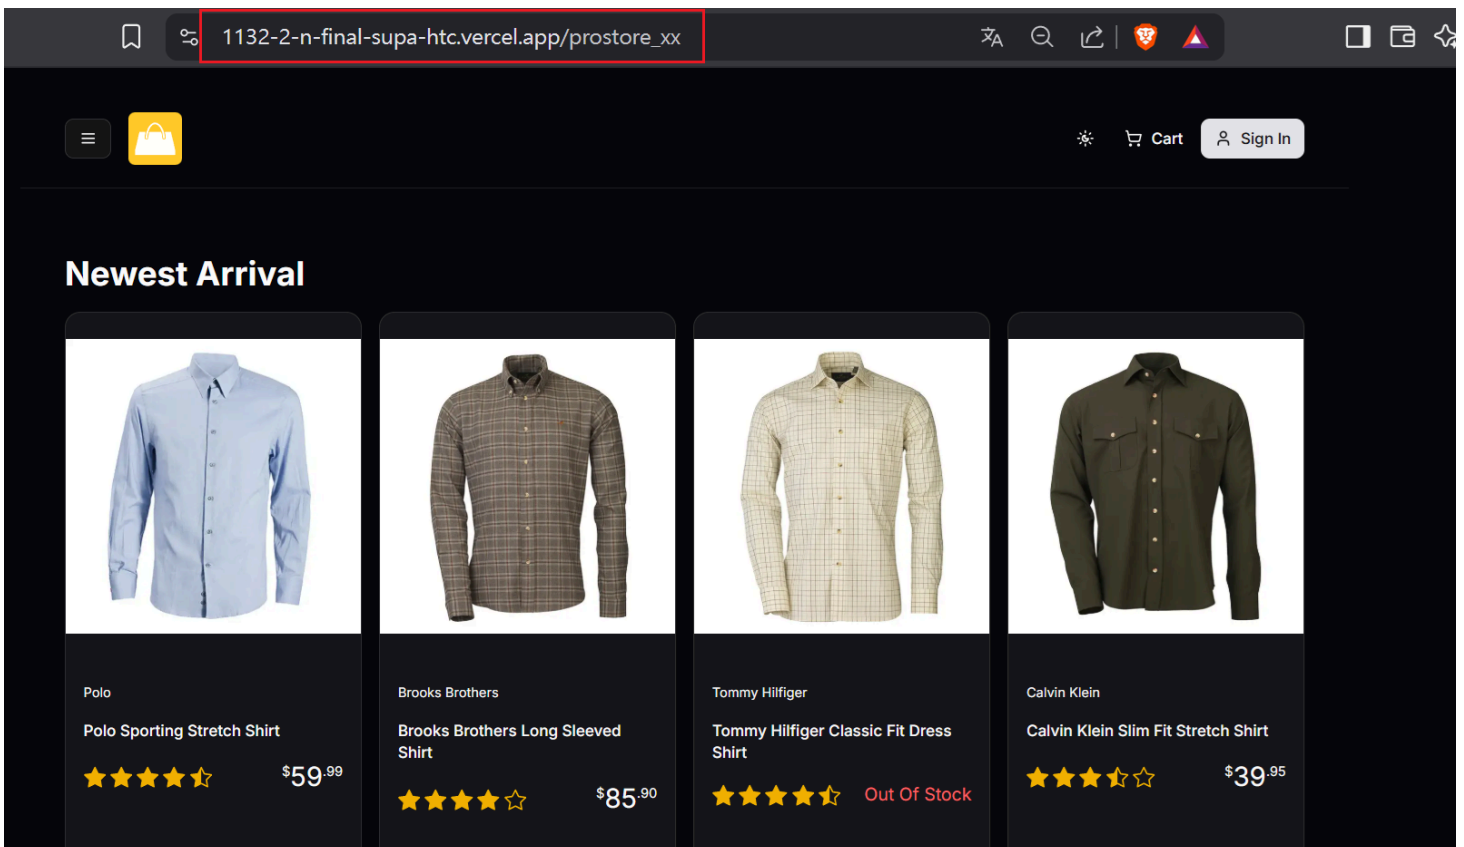 1132-2-n-final-supa-htc.vercel.app/prostore_xx
Cart
Sign In
Newest Arrival
Polo
Polo Sporting Stretch Shirt
$59.99
Brooks Brothers
Brooks Brothers Long Sleeved
Shirt
$85.90
Tommy Hilfiger
Tommy Hilfiger Classic Fit Dress
Shirt
Out Of Stock
Calvin Klein
Calvin Klein Slim Fit Stretch Shirt
$39.95